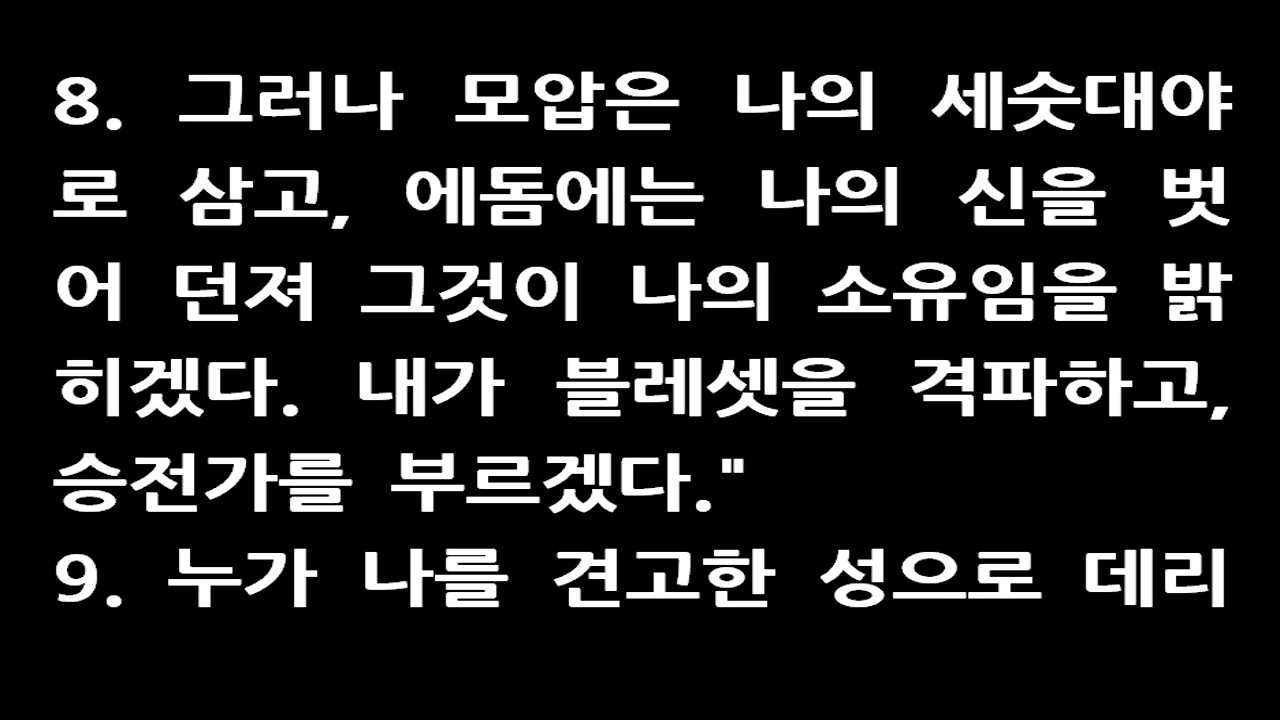 8. 그러나 모압은 나의 세숫대야
로 삼고, 에돔에는 나의 신을 벗
어 던져 그것이 나의 소유임을 밝
히겠다. 내가 블레셋을 격파하고,
승전가를 부르겠다."
9. 누가 나를 견고한 성으로 데리